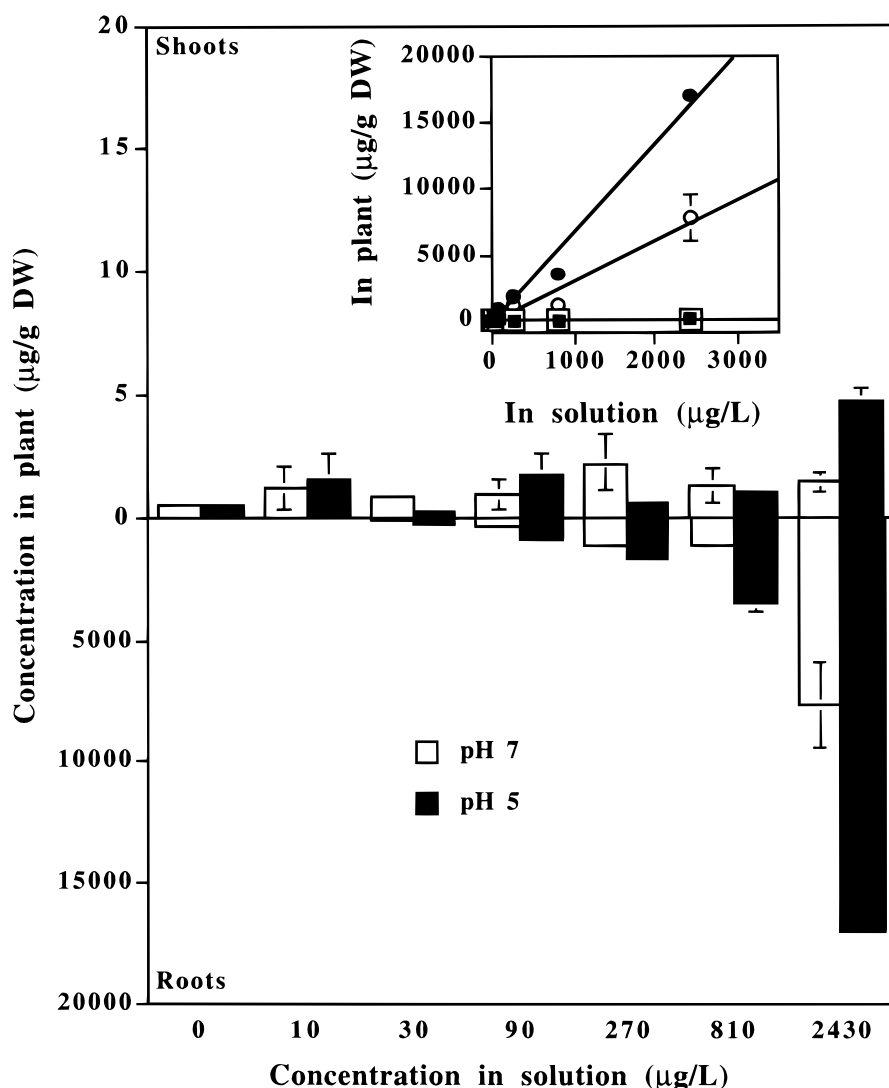 20
Shoots
15
10
5
0
5000
10000
15000
20000
Roots
Concentration in plant (µg/g DW)
0 10 30 90 270 810 2430
Concentration in solution (µg/L)
pH 7
pH 5
20000
15000
10000
5000
0
In plant (µg/g DW)
0 1000 2000 3000
In solution (µg/L)